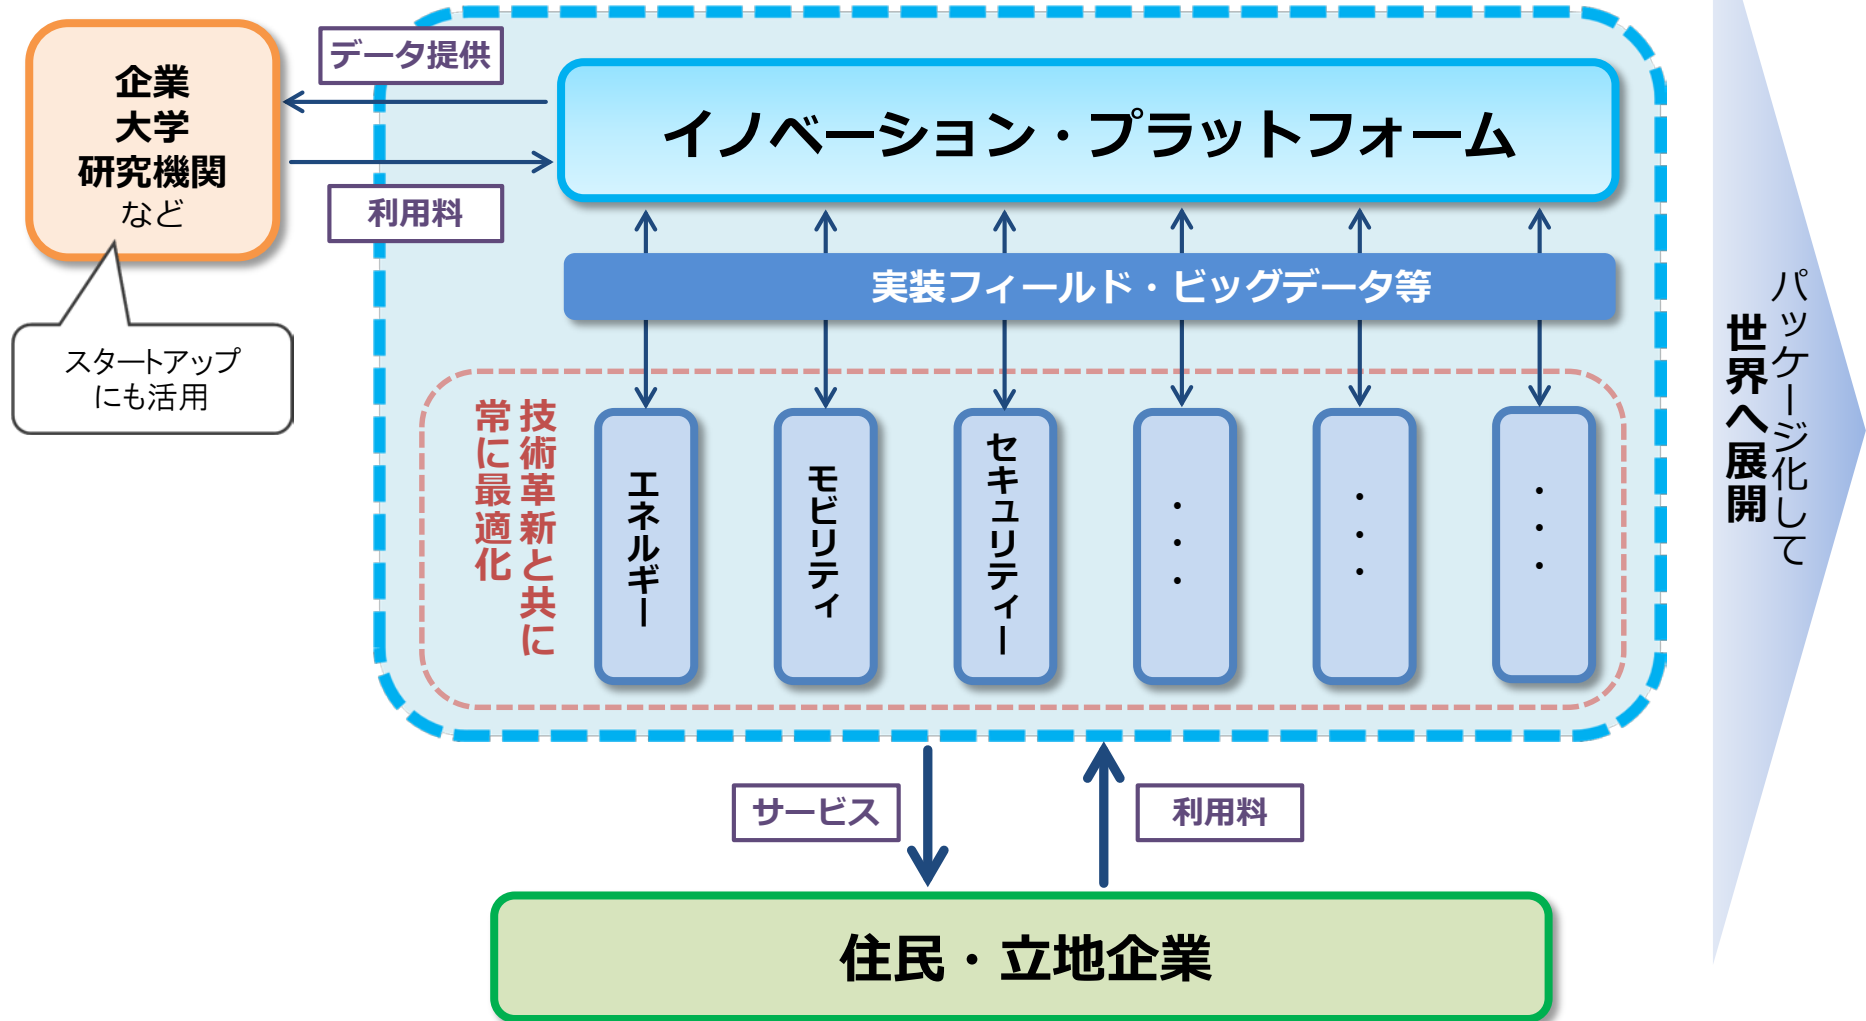 企業
大学
研究機関
など
スタートアップ
にも活用
データ提供
利用料
イノベーション・プラットフォーム
実装フィールド・ビッグデータ等
技術革新と共に
常に最適化
エネルギー
モビリティ
セキュリティー
・・・
・・・
・・・
サービス
利用料
住民・立地企業
パッケージ化して
世界へ展開